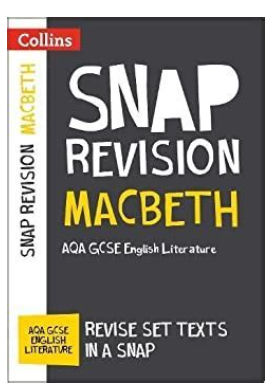 Collins
SNAP
REVISION
MACBETH
AQA GCSE English Literature
AQA GCSE
ENGLISH
LITERATURE
REVISE SET TEXTS
IN A SNAP
SNAP REVISION MACBETH